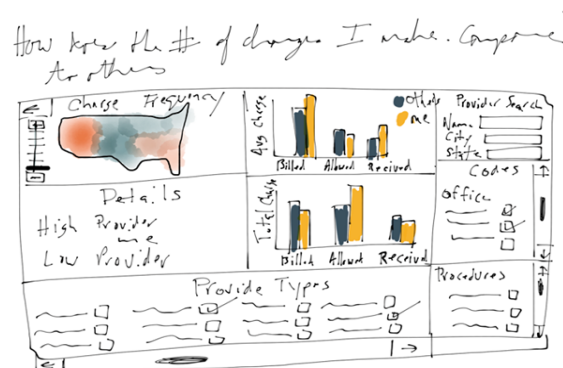 How does the # of charges I make. Compare
to others
Charge Frequency
Avg Charge
Billed Allowed Received
Others
me
Provider Search
Name
City
State
Codes
Office
Details
High Provider
me
Low Provider
Total Charge
Billed Allowed Received
Provide Types
Procedures